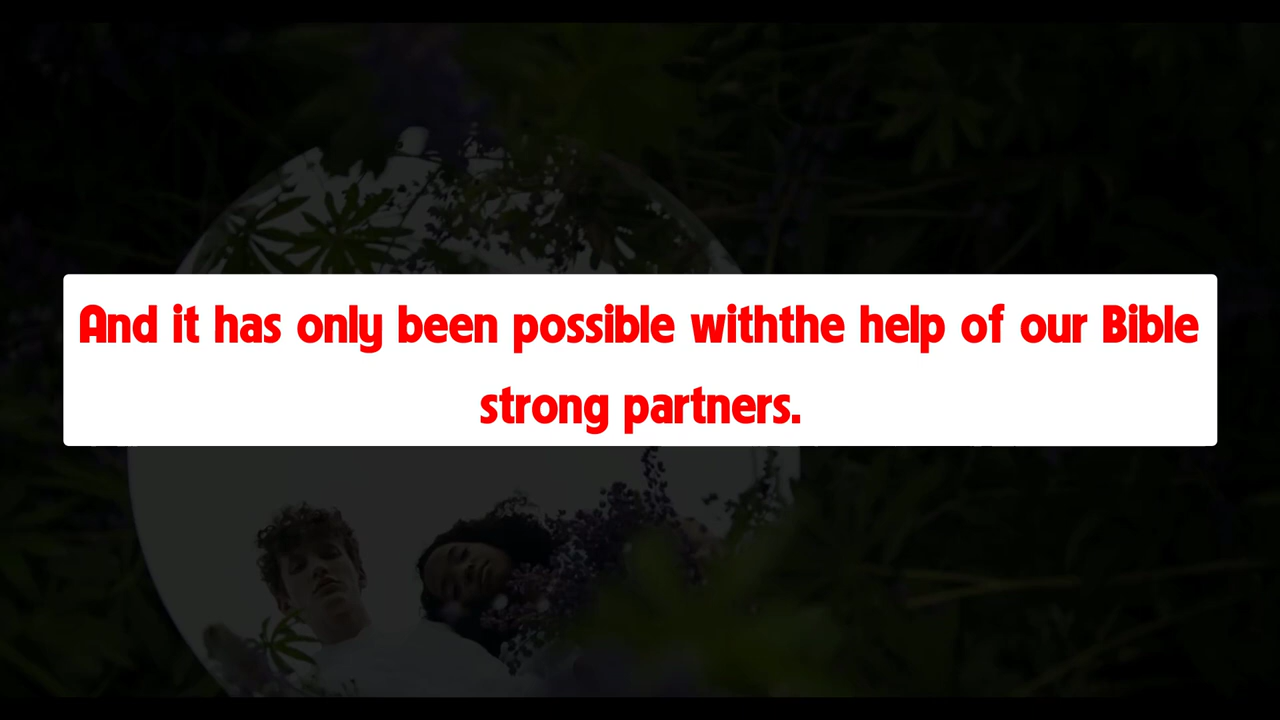 And it has only been possible withthe help of our Bible
strong partners.